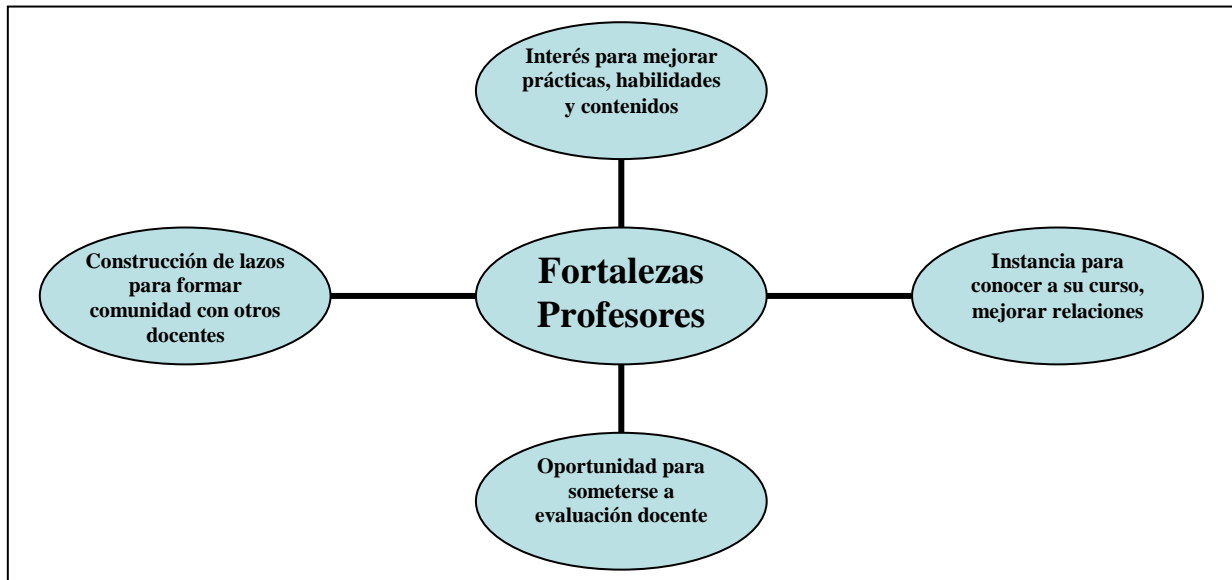 Interés para mejorar
prácticas, habilidades
y contenidos
Construcción de lazos
para formar
comunidad con otros
docentes
Fortalezas
Profesores
Instancia para
conocer a su curso,
mejorar relaciones
Oportunidad para
someterse a
evaluación docente